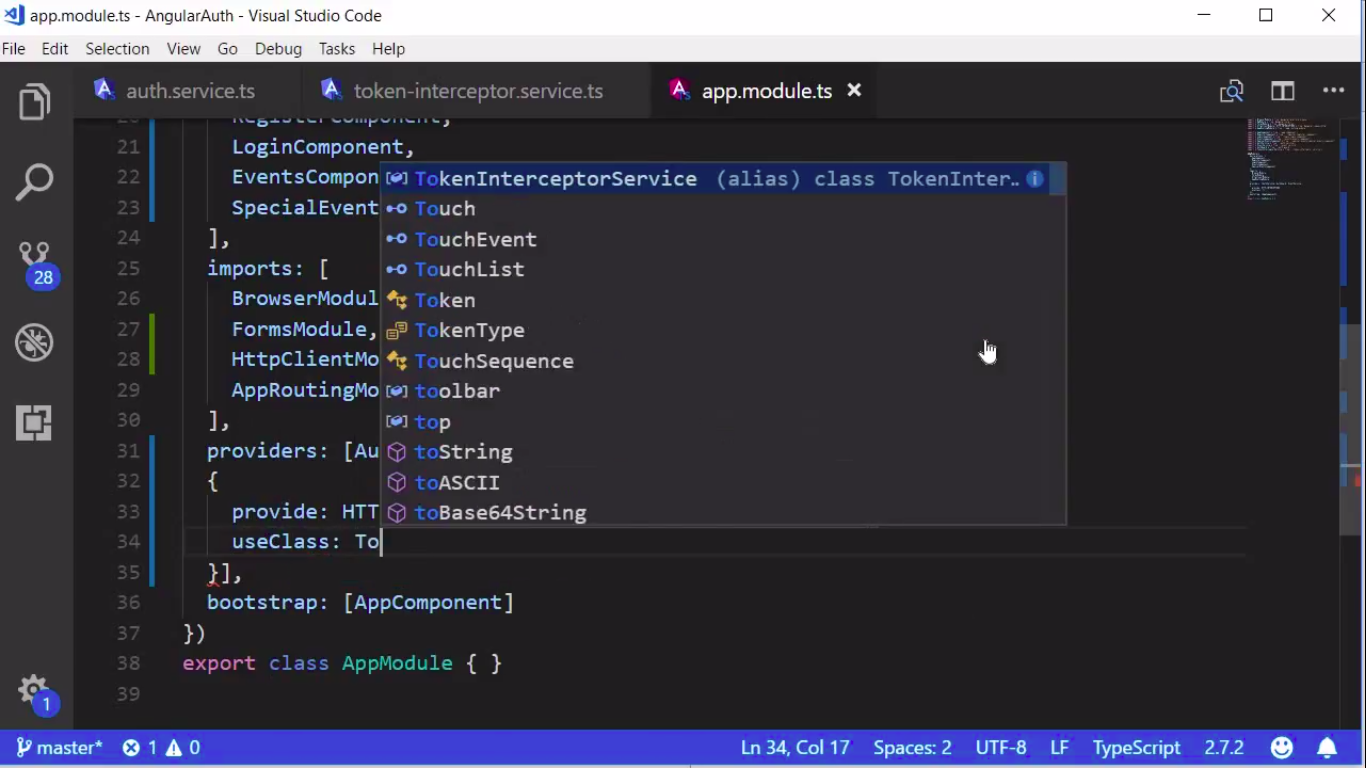 app.module.ts - AngularAuth - Visual Studio Code
File Edit Selection View Go Debug Tasks Help
auth.service.ts token-interceptor.service.ts app.module.ts
21 LoginComponent,
22 EventsCompon
23 SpecialEvent
24 ],
25 imports: [
26 BrowserModul
27 FormsModule,
28 HttpClientMo
29 AppRoutingMo
30 ],
31 providers: [Au
32 {
33 provide: HTT
34 useClass: To
35 }],
36 bootstrap: [AppComponent]
37 })
38 export class AppModule { }
39
TokenInterceptorService (alias) class TokenInter…
Touch
TouchEvent
TouchList
Token
TokenType
TouchSequence
toolbar
top
toString
toASCII
toBase64String
28
1
master* 1 0 Ln 34, Col 17 Spaces: 2 UTF-8 LF TypeScript 2.7.2